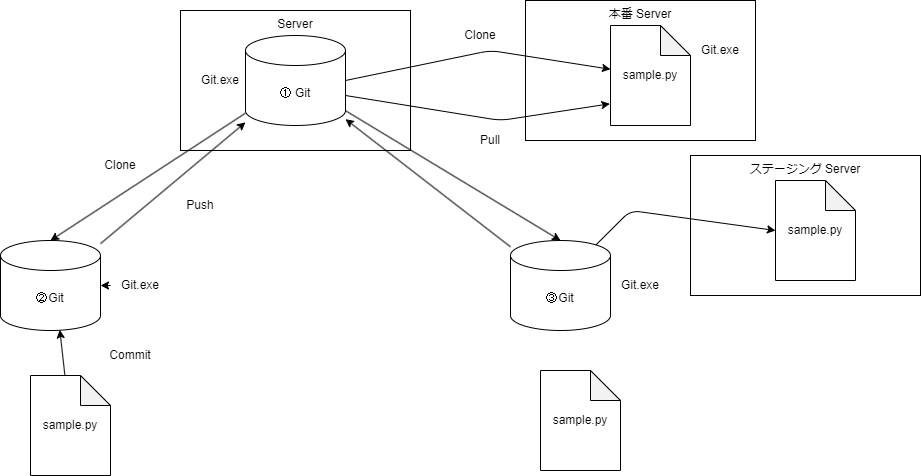 Server
Git.exe
① Git
Clone
Pull
本番 Server
Git.exe
sample.py
Clone
Push
ステージング Server
sample.py
②Git
Git.exe
③Git
Git.exe
Commit
sample.py
sample.py